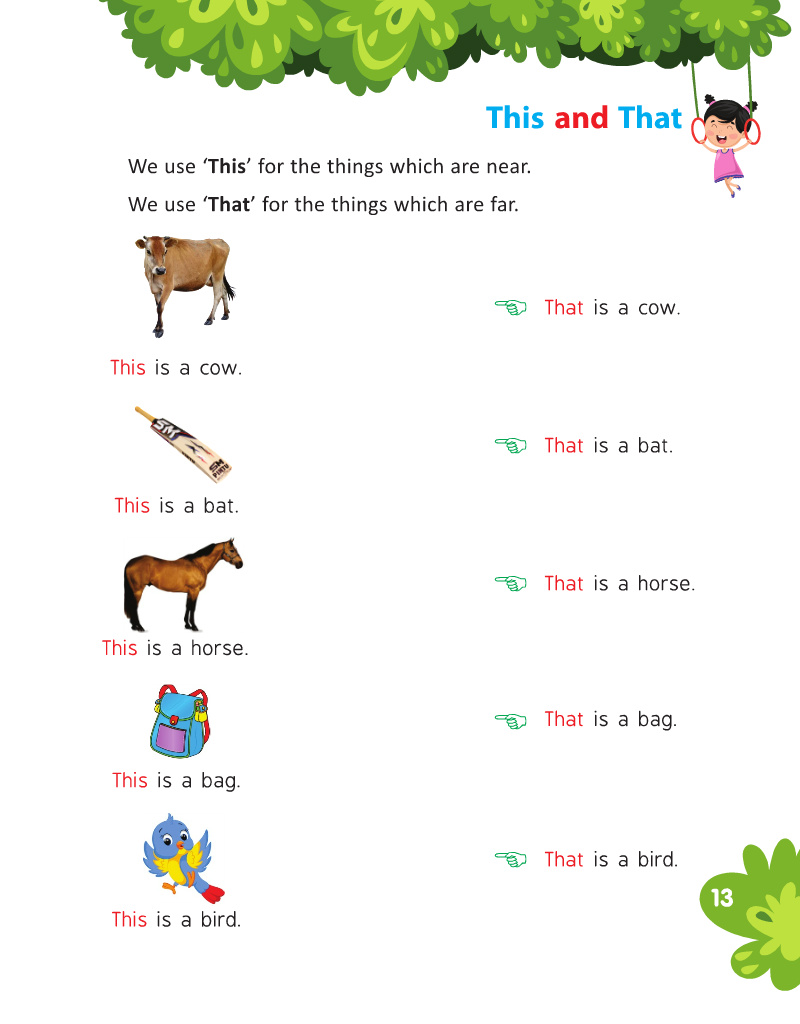 This and That
We use ‘This’ for the things which are near.
We use ‘That’ for the things which are far.
That is a cow.
This is a cow.
SM
SM
PINTU
That is a bat.
This is a bat.
That is a horse.
This is a horse.
That is a bag.
This is a bag.
That is a bird.
13
This is a bird.